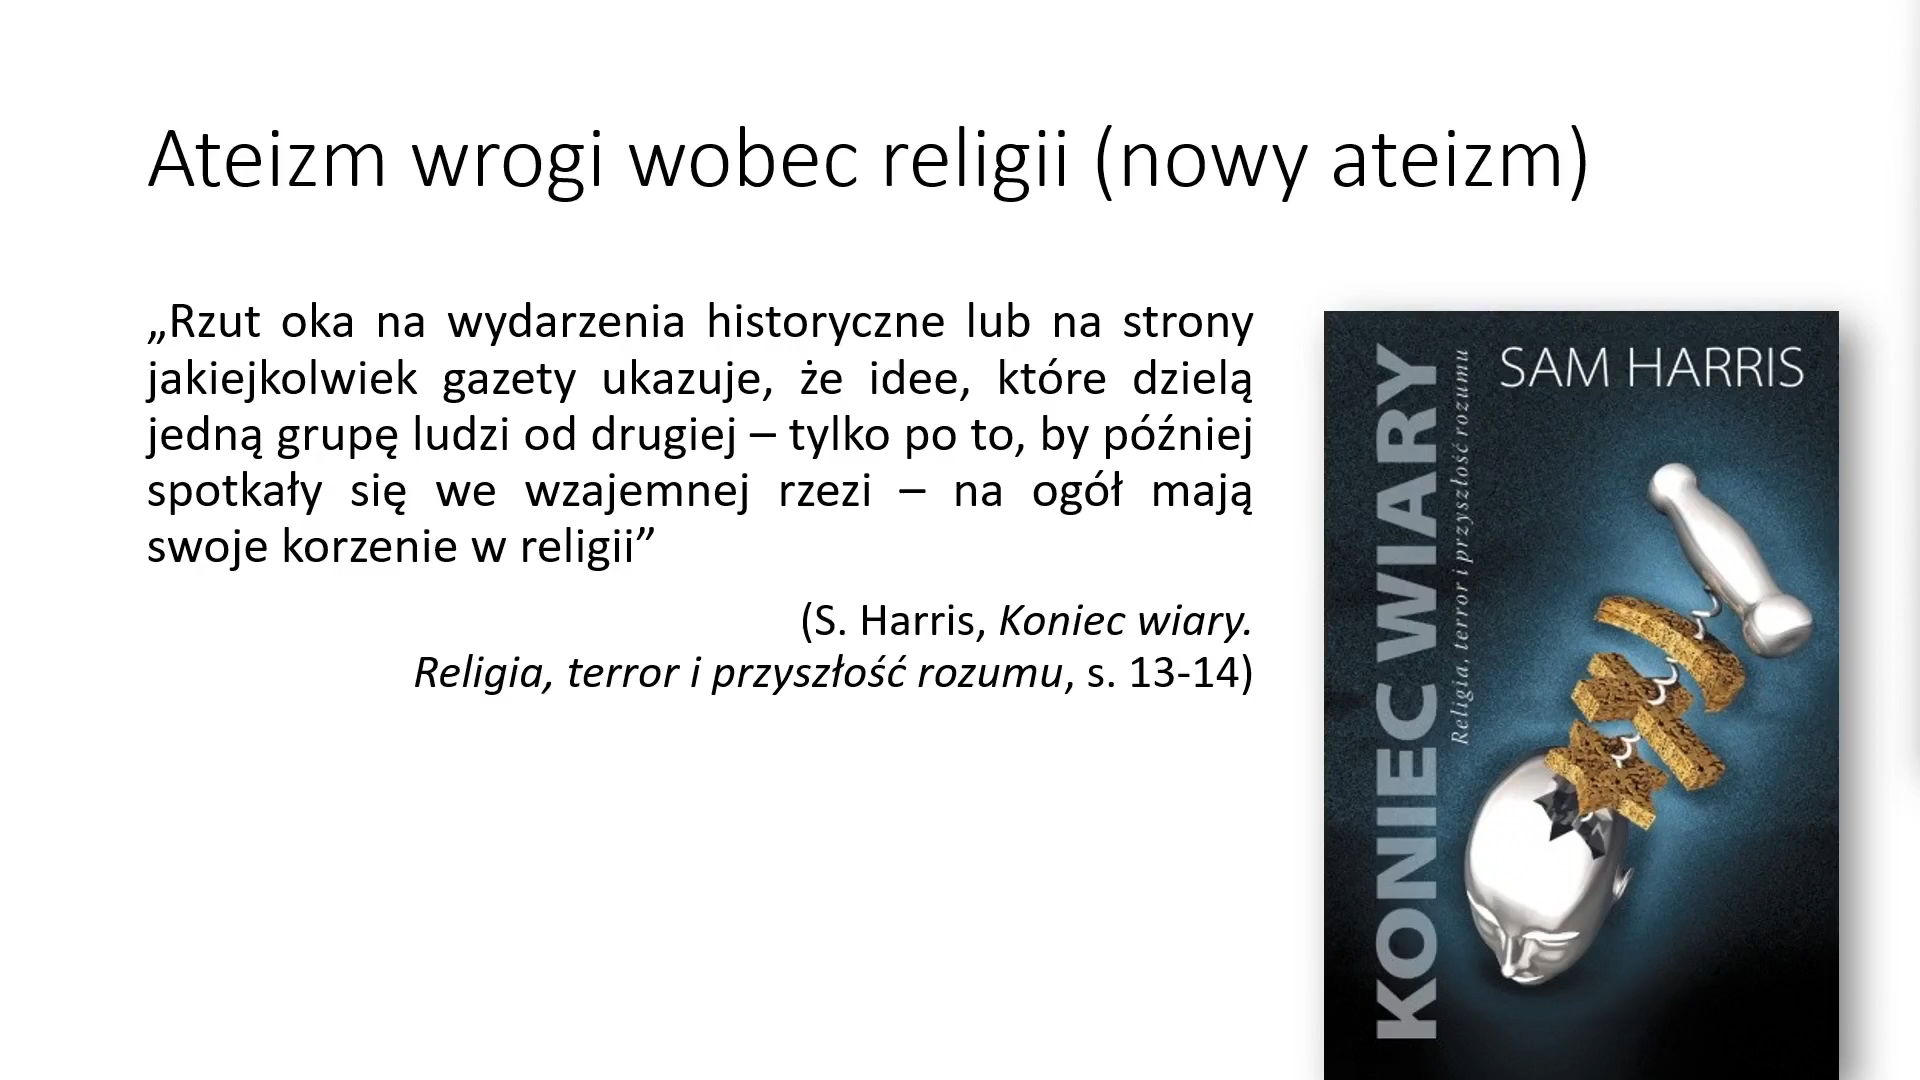 Ateizm wrogi wobec religii (nowy ateizm)
„Rzut oka na wydarzenia historyczne lub na strony
jakiejkolwiek gazety ukazuje, że idee, które dzielą
jedną grupę ludzi od drugiej – tylko po to, by później
spotkały się we wzajemnej rzezi – na ogół mają
swoje korzenie w religii”
(S. Harris, Koniec wiary.
Religia, terror i przyszłość rozumu, s. 13-14)
SAM HARRIS
KONIEC WIARY
Religia, terror i przyszłość rozumu